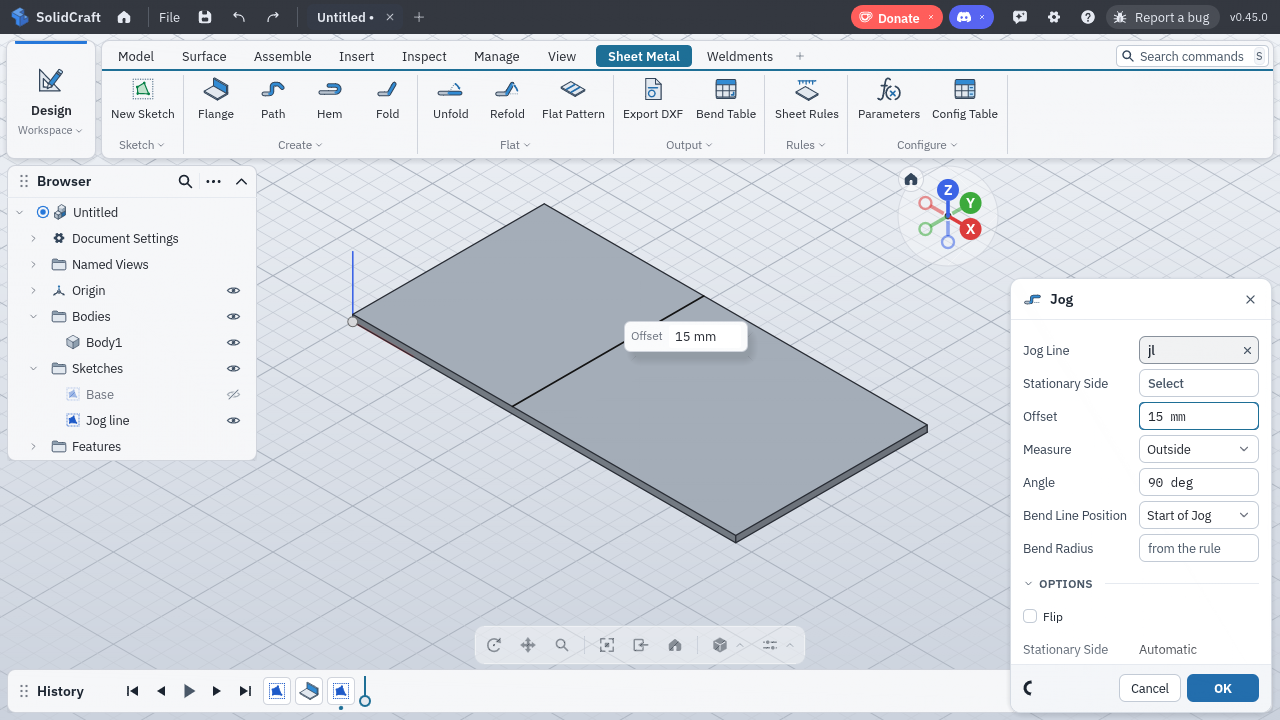 SolidCraft
File
Untitled •
Donate
Report a bug
v0.45.0
Design
Workspace
Model
Surface
Assemble
Insert
Inspect
Manage
View
Sheet Metal
Weldments
Search commands
S
New Sketch
Flange
Path
Hem
Fold
Unfold
Refold
Flat Pattern
Export DXF
Bend Table
Sheet Rules
Parameters
Config Table
Sketch
Create
Flat
Output
Rules
Configure
Browser
Untitled
Document Settings
Named Views
Origin
Bodies
Body1
Sketches
Base
Jog line
Features
Z
Y
X
Offset 15 mm
Jog
Jog Line jl
Stationary Side Select
Offset 15 mm
Measure Outside
Angle 90 deg
Bend Line Position Start of Jog
Bend Radius from the rule
OPTIONS
Flip
Stationary Side Automatic
Cancel
OK
History